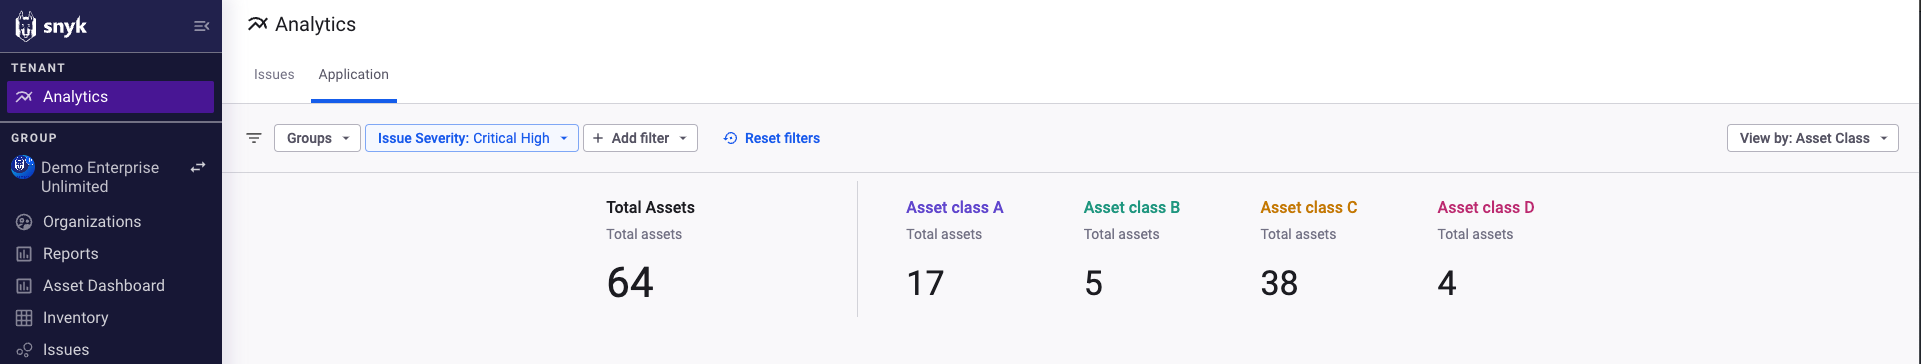 snyk
TENANT
Analytics
GROUP
Demo Enterprise
Unlimited
Organizations
Reports
Asset Dashboard
Inventory
Issues
Analytics
Issues
Application
Groups
Issue Severity: Critical High
Add filter
Reset filters
View by: Asset Class
Total Assets
Total assets
64
Asset class A
Total assets
17
Asset class B
Total assets
5
Asset class C
Total assets
38
Asset class D
Total assets
4